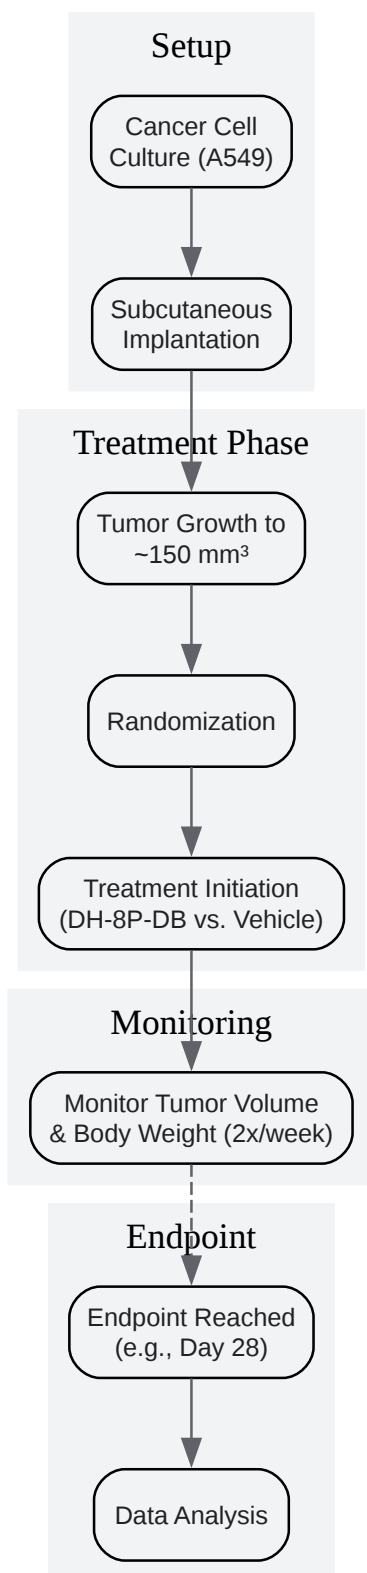 Setup
Cancer Cell
Culture (A549)
Subcutaneous
Implantation
Treatment Phase
Tumor Growth to
~150 mm³
Randomization
Treatment Initiation
(DH-8P-DB vs. Vehicle)
Monitoring
Monitor Tumor Volume
& Body Weight (2x/week)
Endpoint
Endpoint Reached
(e.g., Day 28)
Data Analysis